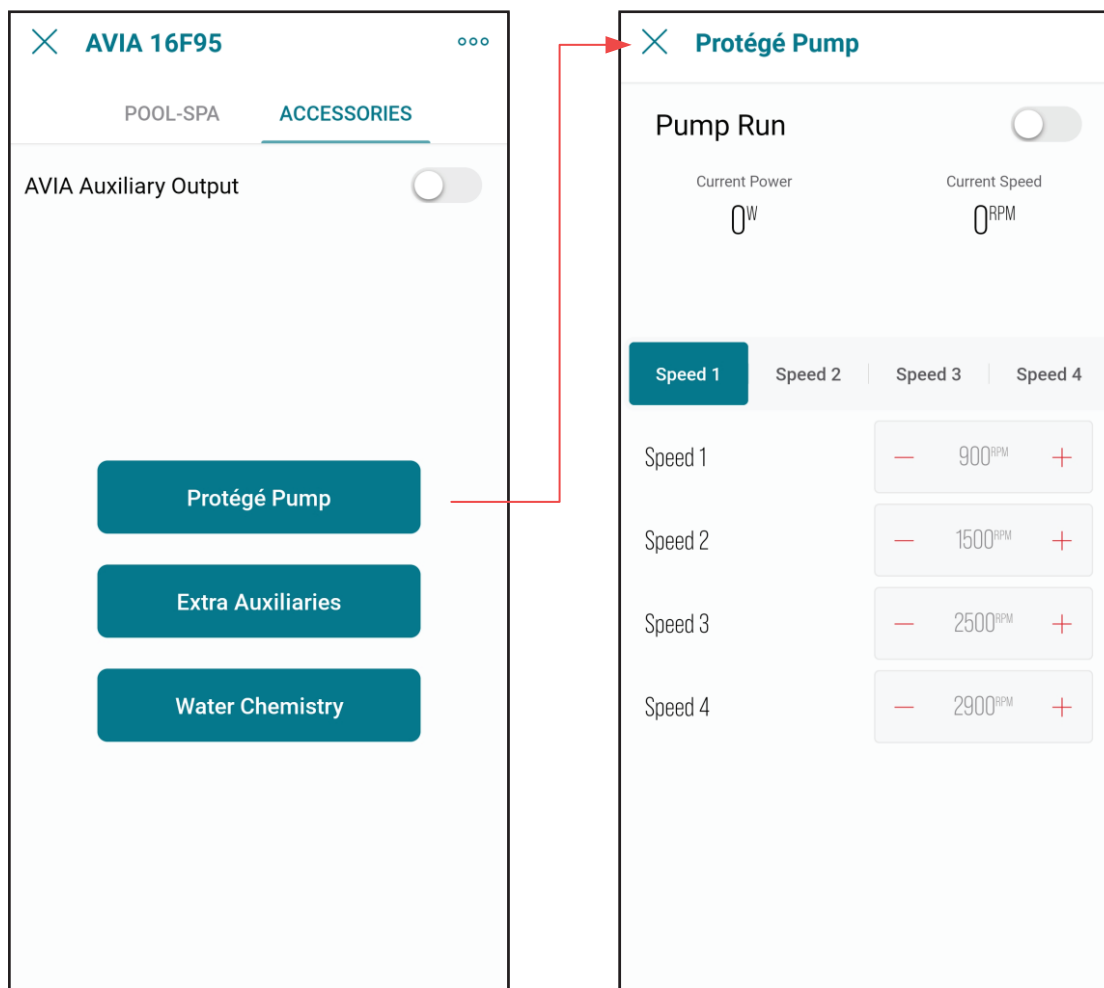 AVIA 16F95
POOL-SPA ACCESSORIES
AVIA Auxiliary Output
Protégé Pump
Extra Auxiliaries
Water Chemistry
Protégé Pump
Pump Run
Current Power Current Speed
0W 0RPM
Speed 1 Speed 2 Speed 3 Speed 4
Speed 1 — 900RPM +
Speed 2 — 1500RPM +
Speed 3 — 2500RPM +
Speed 4 — 2900RPM +